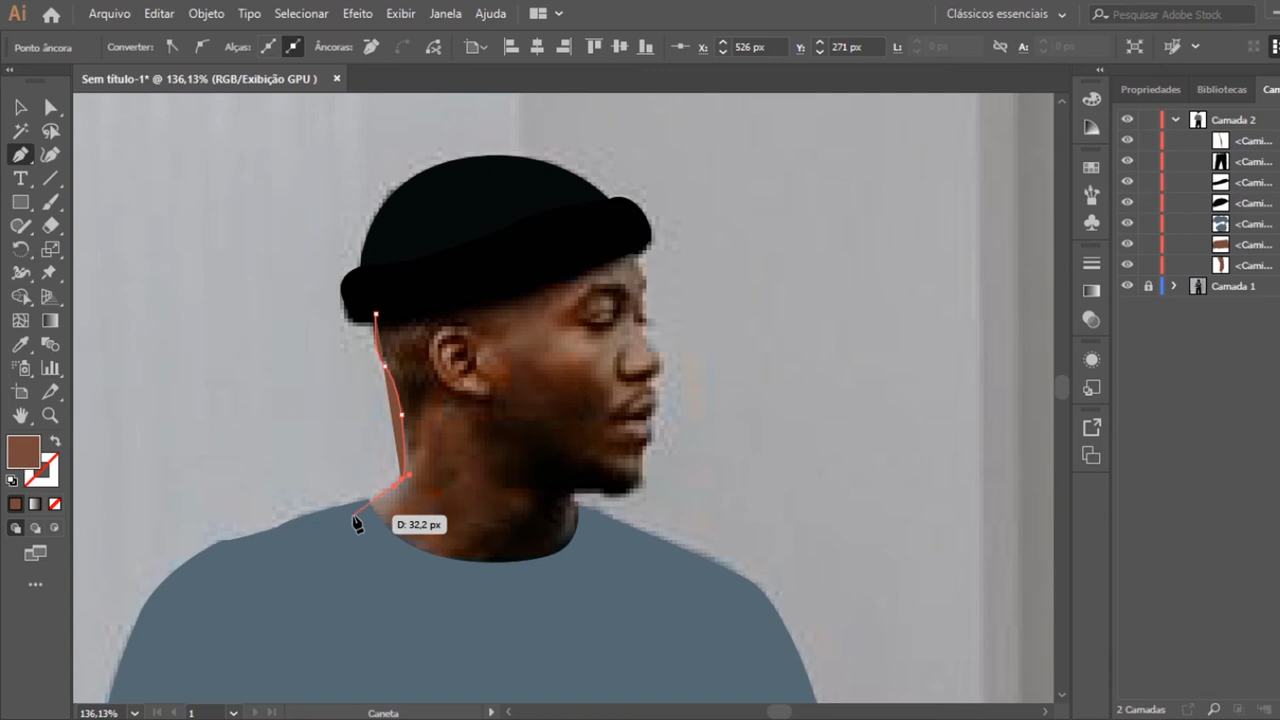 Ai Arquivo Editar Objeto Tipo Selecionar Efeito Exibir Janela Ajuda Clássicos essenciais Pesquisar Adobe Stock
Ponto âncora Converter: Alças: Âncoras: X: 526 px Y: 271 px L: 0 px A: 0 px
Sem título-1* @ 136,13% (RGB/Exibição GPU ) × Propriedades Bibliotecas Cam
Camada 2
<Cami...
<Cami...
<Cami...
<Cami...
<Cami...
<Cami...
<Cami...
Camada 1
D: 32,2 px
136,13% 1 Caneta 2 Camadas